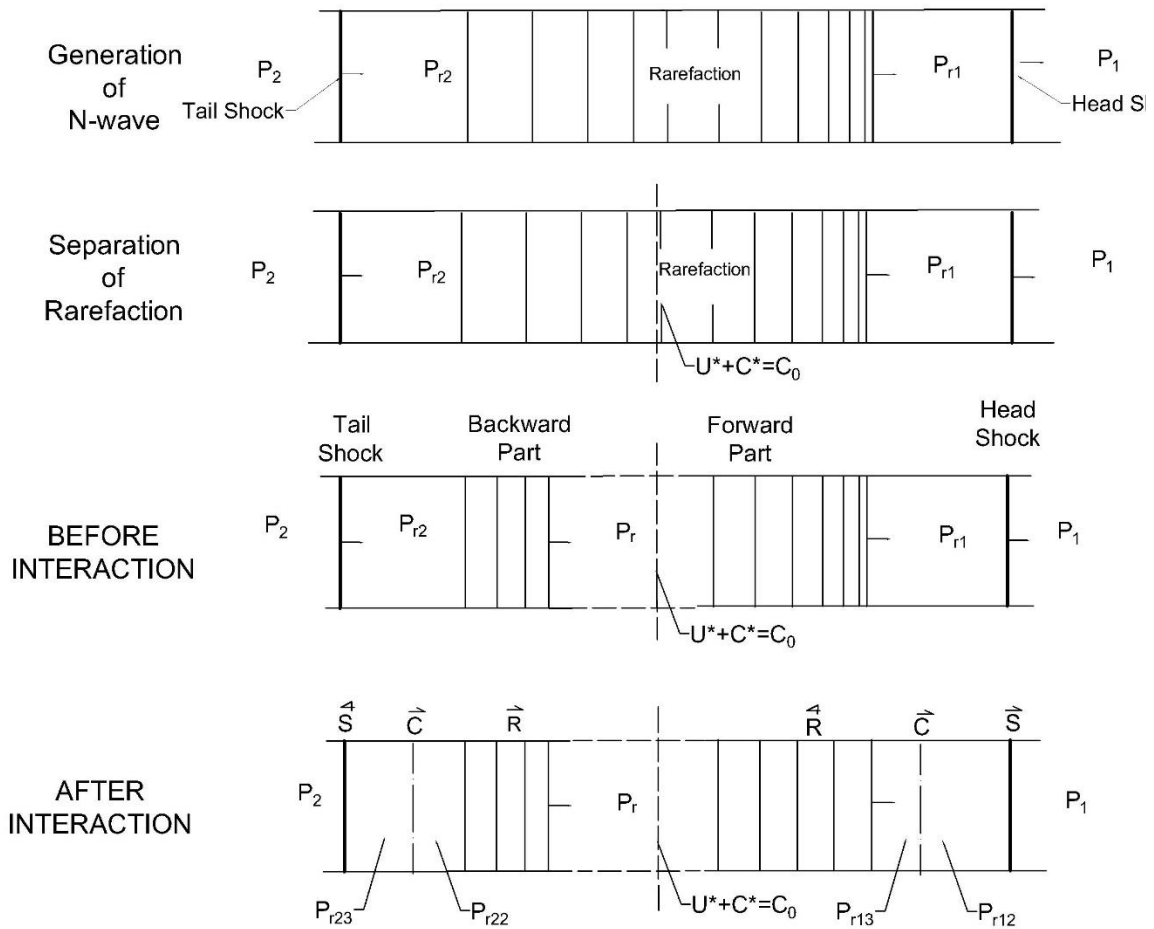 Generation
of
N-wave
P2
Tail Shock
Pr2
Rarefaction
Pr1
P1
Head S
Separation
of
Rarefaction
P2
Pr2
Rarefaction
Pr1
P1
U*+C*=C0
Tail
Shock
Backward
Part
Forward
Part
Head
Shock
BEFORE
INTERACTION
P2
Pr2
Pr
Pr1
P1
U*+C*=C0
S
C
R
R
C
S
AFTER
INTERACTION
P2
Pr
P1
Pr23
Pr22
U*+C*=C0
Pr13
Pr12